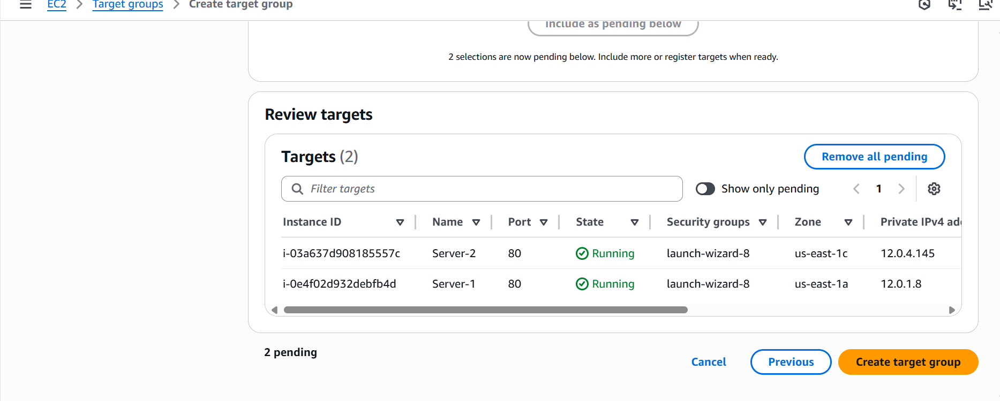 EC2 > Target groups > Create target group
Include as pending below
2 selections are now pending below. Include more or register targets when ready.
Review targets
Targets (2)
Remove all pending
Filter targets
Show only pending
1
Instance ID Name Port State Security groups Zone Private IPv4 add
i-03a637d908185557c Server-2 80 Running launch-wizard-8 us-east-1c 12.0.4.145
i-0e4f02d932debfb4d Server-1 80 Running launch-wizard-8 us-east-1a 12.0.1.8
2 pending
Cancel
Previous
Create target group